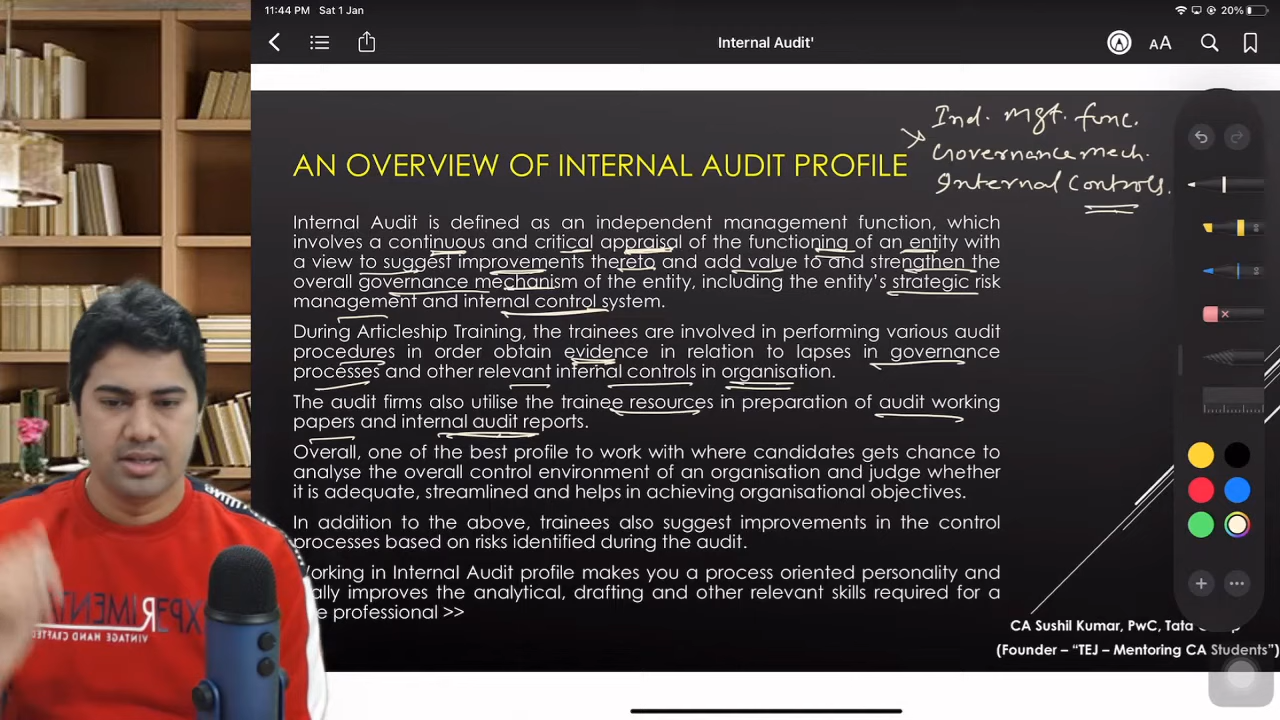 11:44 PM Sat 1 Jan
20%
Internal Audit'
AA
Ind. Mgt. func.
Governance mech.
Internal Controls.
AN OVERVIEW OF INTERNAL AUDIT PROFILE
Internal Audit is defined as an independent management function, which
involves a continuous and critical appraisal of the functioning of an entity with
a view to suggest improvements thereto and add value to and strengthen the
overall governance mechanism of the entity, including the entity's strategic risk
management and internal control system.
During Articleship Training, the trainees are involved in performing various audit
procedures in order obtain evidence in relation to lapses in governance
processes and other relevant internal controls in organisation.
The audit firms also utilise the trainee resources in preparation of audit working
papers and internal audit reports.
Overall, one of the best profile to work with where candidates gets chance to
analyse the overall control environment of an organisation and judge whether
it is adequate, streamlined and helps in achieving organisational objectives.
In addition to the above, trainees also suggest improvements in the control
processes based on risks identified during the audit.
Working in Internal Audit profile makes you a process oriented personality and
improves the analytical, drafting and other relevant skills required for a
professional >>
CA Sushil Kumar, PwC, Tata
(Founder – “TEJ – Mentoring CA Students”)
VINTAGE HAND CRAFTED